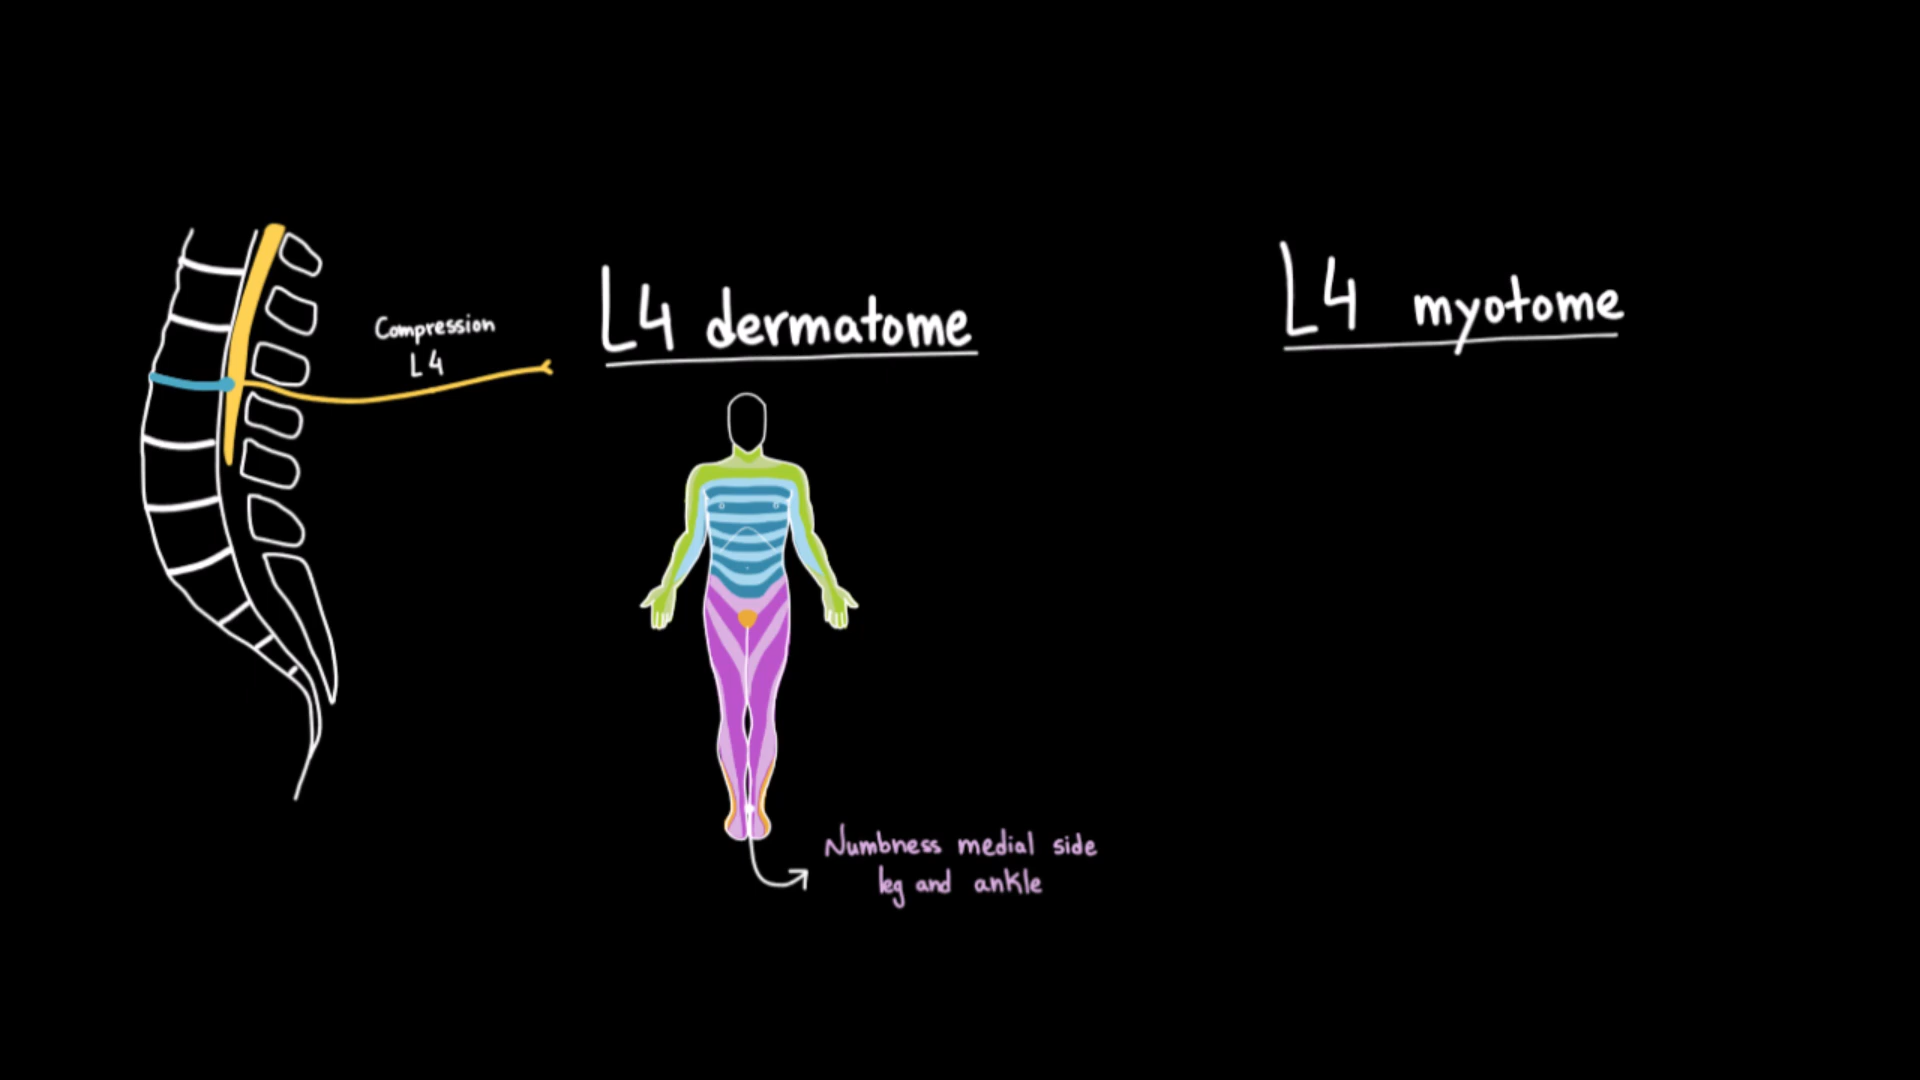 Compression
L4
L4 dermatome
L4 myotome
Numbness medial side
leg and ankle